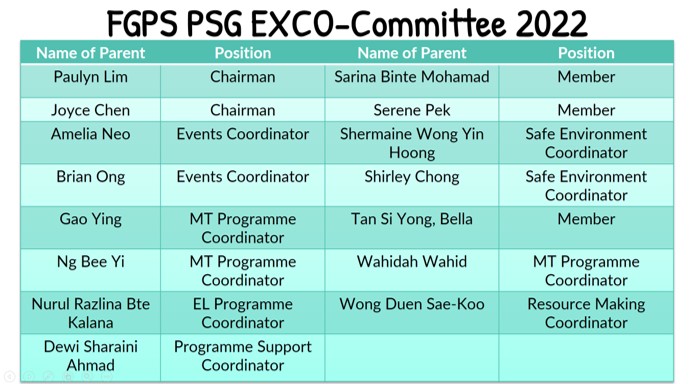 FGPS PSG EXCO-Committee 2022
Name of Parent Position Name of Parent Position
Paulyn Lim Chairman Sarina Binte Mohamad Member
Joyce Chen Chairman Serene Pek Member
Amelia Neo Events Coordinator Shermaine Wong Yin Safe Environment
Hoong Coordinator
Brian Ong Events Coordinator Shirley Chong Safe Environment
Coordinator
Gao Ying MT Programme Tan Si Yong, Bella Member
Coordinator
Ng Bee Yi MT Programme Wahidah Wahid MT Programme
Coordinator Coordinator
Nurul Razlina Bte EL Programme Wong Duen Sae-Koo Resource Making
Kalana Coordinator Coordinator
Dewi Sharaini Programme Support
Ahmad Coordinator